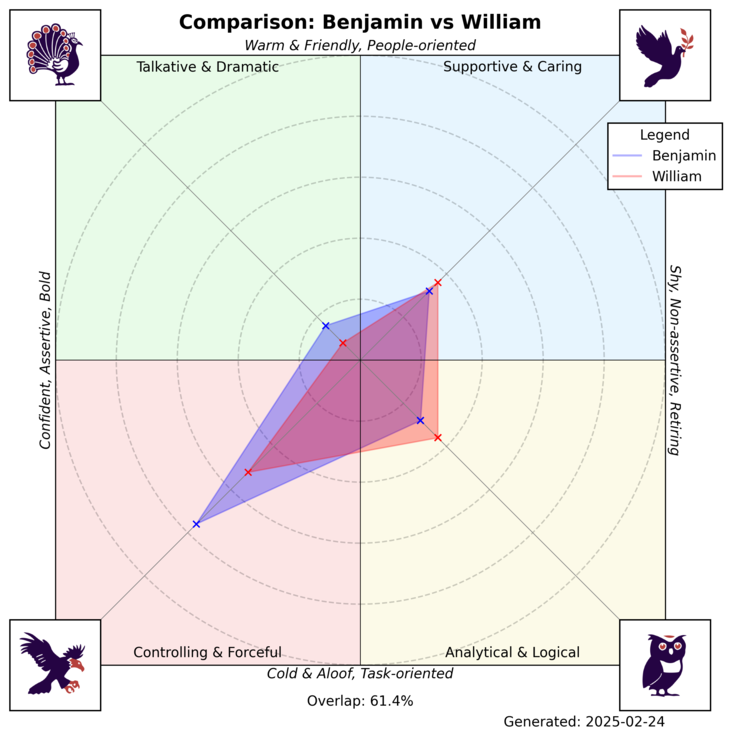 Comparison: Benjamin vs William
Warm & Friendly, People-oriented
Talkative & Dramatic
Supportive & Caring
Legend
Benjamin
William
Confident, Assertive, Bold
Shy, Non-assertive, Retiring
Controlling & Forceful
Analytical & Logical
Cold & Aloof, Task-oriented
Overlap: 61.4%
Generated: 2025-02-24